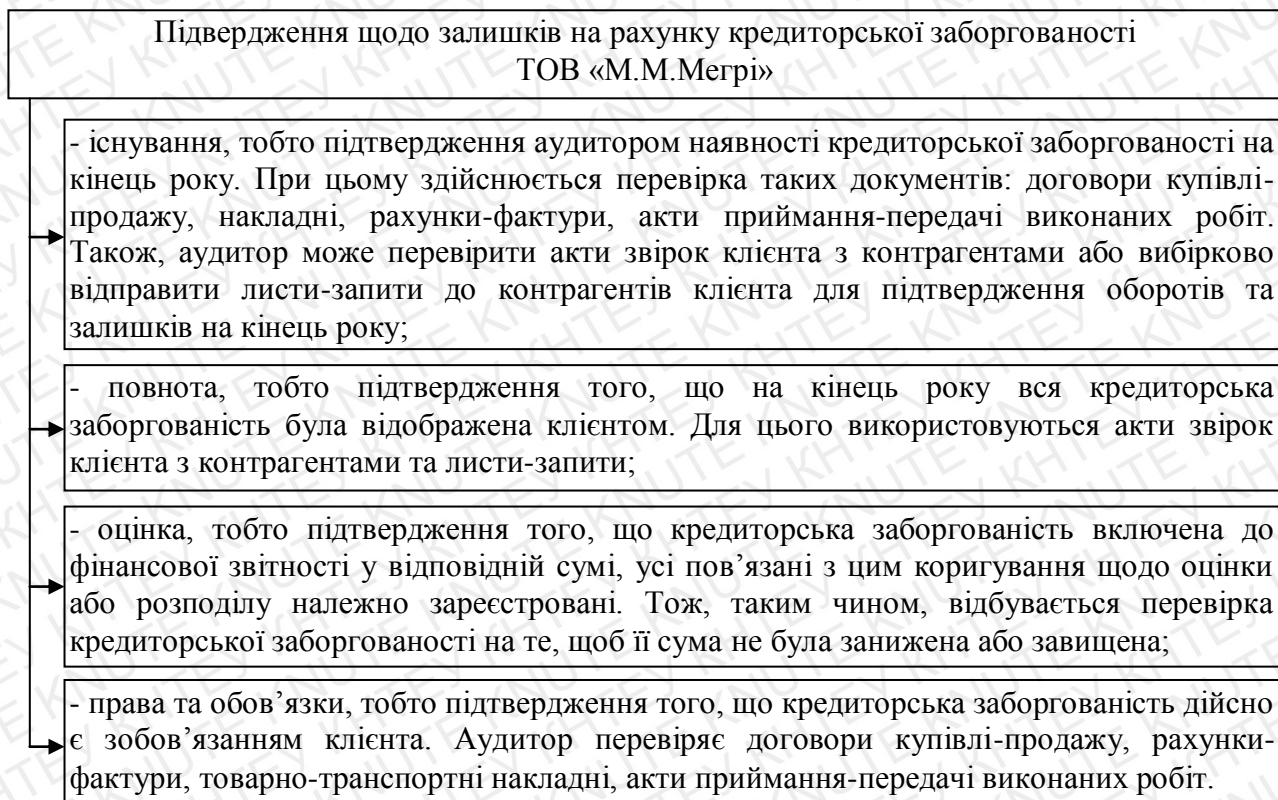 Підвердження щодо залишків на рахунку кредиторської заборгованості
ТОВ «М.М.Мегрі»
- існування, тобто підтвердження аудитором наявності кредиторської заборгованості на
кінець року. При цьому здійснюється перевірка таких документів: договори купівлі-
продажу, накладні, рахунки-фактури, акти приймання-передачі виконаних робіт.
Також, аудитор може перевірити акти звірок клієнта з контрагентами або вибірково
відправити листи-запити до контрагентів клієнта для підтвердження оборотів та
залишків на кінець року;
- повнота, тобто підтвердження того, що на кінець року вся кредиторська
заборгованість була відображена клієнтом. Для цього використовуються акти звірок
клієнта з контрагентами та листи-запити;
- оцінка, тобто підтвердження того, що кредиторська заборгованість включена до
фінансової звітності у відповідній сумі, усі пов’язані з цим коригування щодо оцінки
або розподілу належно зареєстровані. Тож, таким чином, відбувається перевірка
кредиторської заборгованості на те, щоб її сума не була занижена або завищена;
- права та обов’язки, тобто підтвердження того, що кредиторська заборгованість дійсно
є зобов’язанням клієнта. Аудитор перевіряє договори купівлі-продажу, рахунки-
фактури, товарно-транспортні накладні, акти приймання-передачі виконаних робіт.